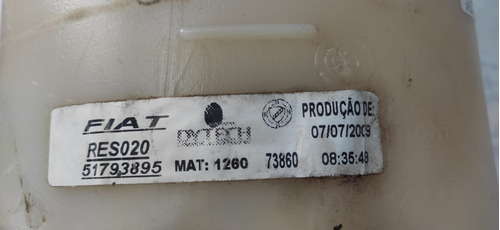 FIAT
DYTECH
PRODUÇÃO DE:
RES020
07/07/2009
51793895
MAT: 1260
73860
08:35:48